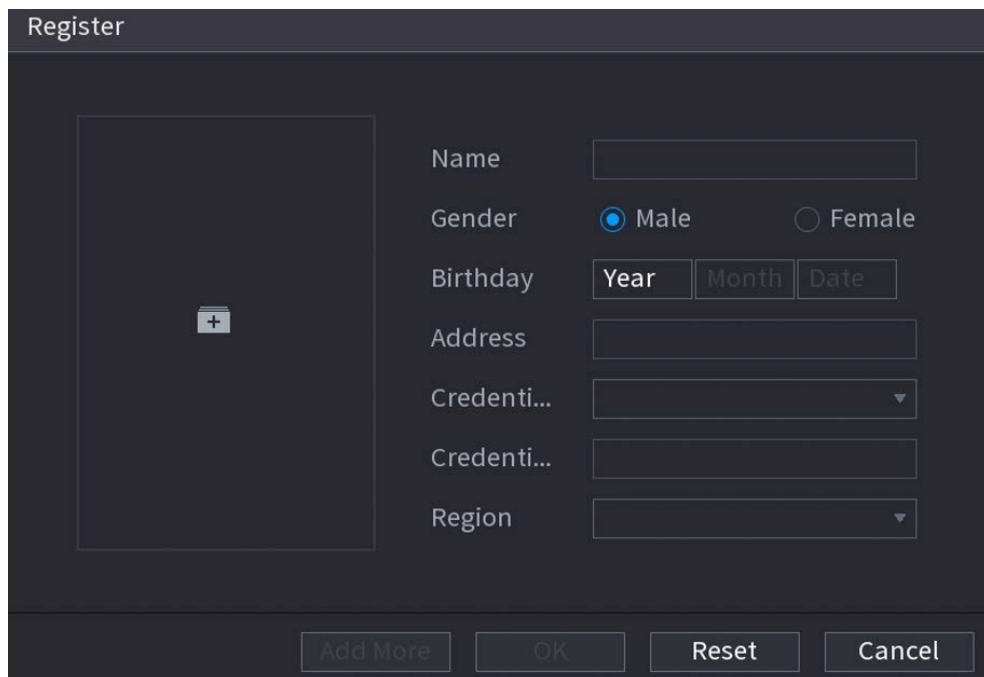 Register
Name
Gender Male Female
Birthday Year Month Date
Address
Credenti...
Credenti...
Region
Add More OK Reset Cancel